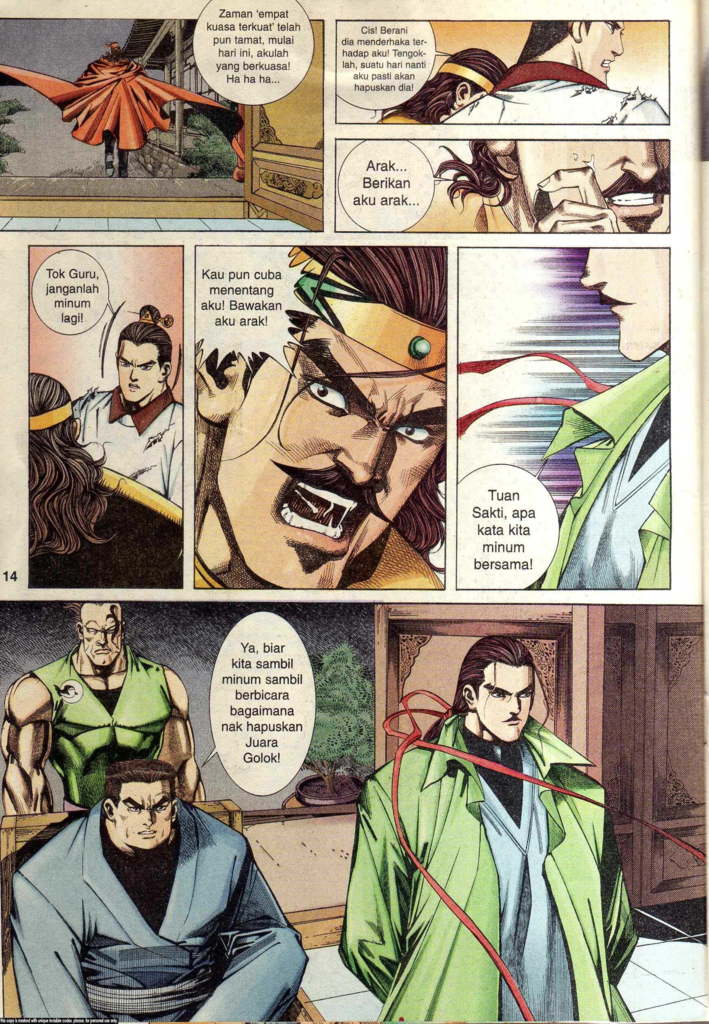 Zaman 'empat
kuasa terkuat' telah
pun tamat, mulai
hari ini, akulah
yang berkuasa!
Ha ha ha...
Cis! Berani
dia menderhaka ter-
hadap aku! Tengok-
lah, suatu hari nanti
aku pasti akan
hapuskan dia!
Arak...
Berikan
aku arak...
Tok Guru,
janganlah
minum
lagi!
Kau pun cuba
menentang
aku! Bawakan
aku arak!
Tuan
Sakti, apa
kata kita
minum
bersama!
14
Ya, biar
kita sambil
minum sambil
berbicara
bagaimana
nak hapuskan
Juara
Golok!